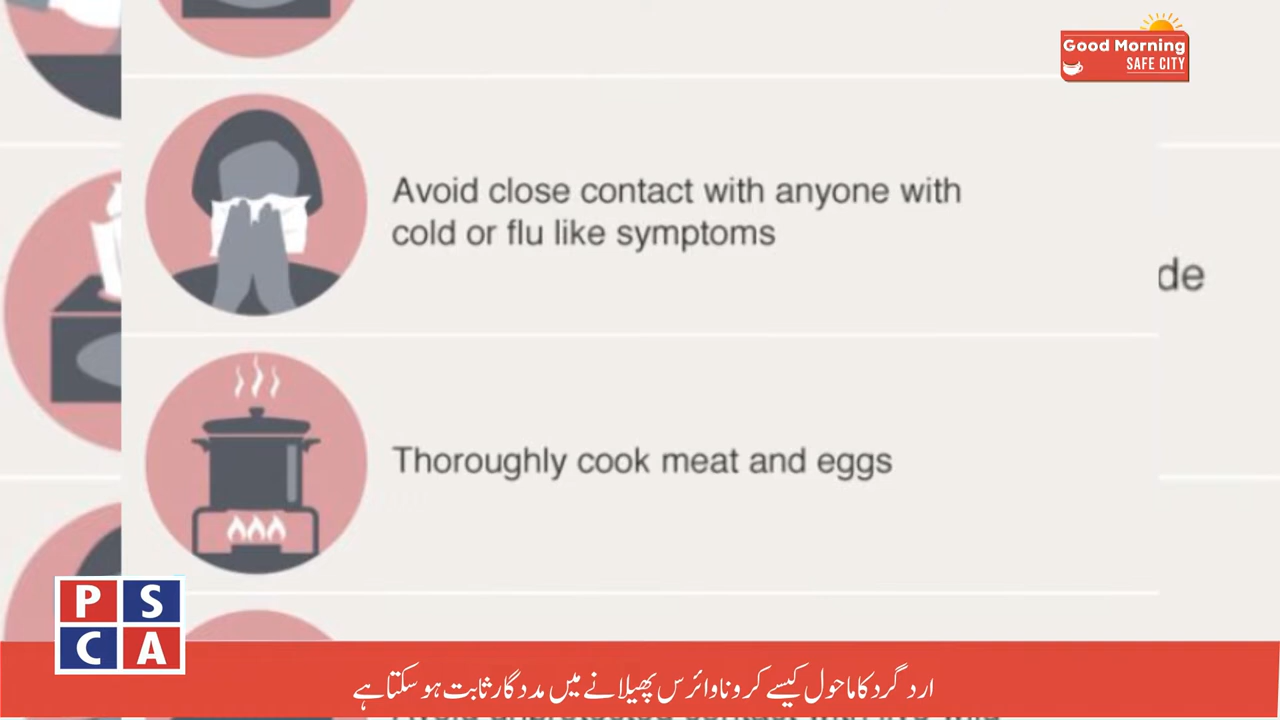 Good Morning
SAFE CITY
Avoid close contact with anyone with
cold or flu like symptoms
de
Thoroughly cook meat and eggs
P S
C A
ارد گرد کا ماحول کیسے کرونا وائرس پھیلانے میں مددگار ثابت ہو سکتا ہے